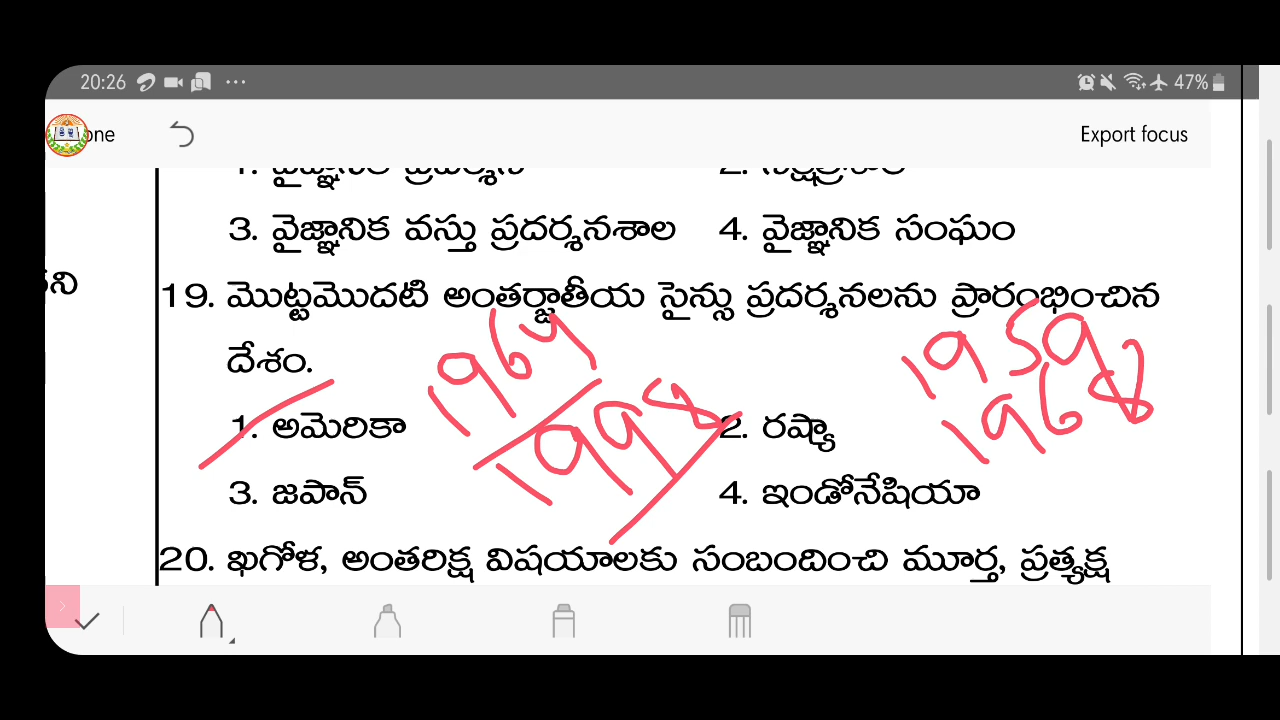 20:26 ... 47%
one Export focus
3. వైజ్ఞానిక వస్తు ప్రదర్శనశాల 4. వైజ్ఞానిక సంఘం
19. మొట్టమొదటి అంతర్జాతీయ సైన్సు ప్రదర్శనలను ప్రారంభించిన
దేశం.
1964
1959
1. అమెరికా 2. రష్యా
1998
1968
3. జపాన్ 4. ఇండోనేషియా
20. ఖగోళ, అంతరిక్ష విషయాలకు సంబందించి మూర్త, ప్రత్యక్ష